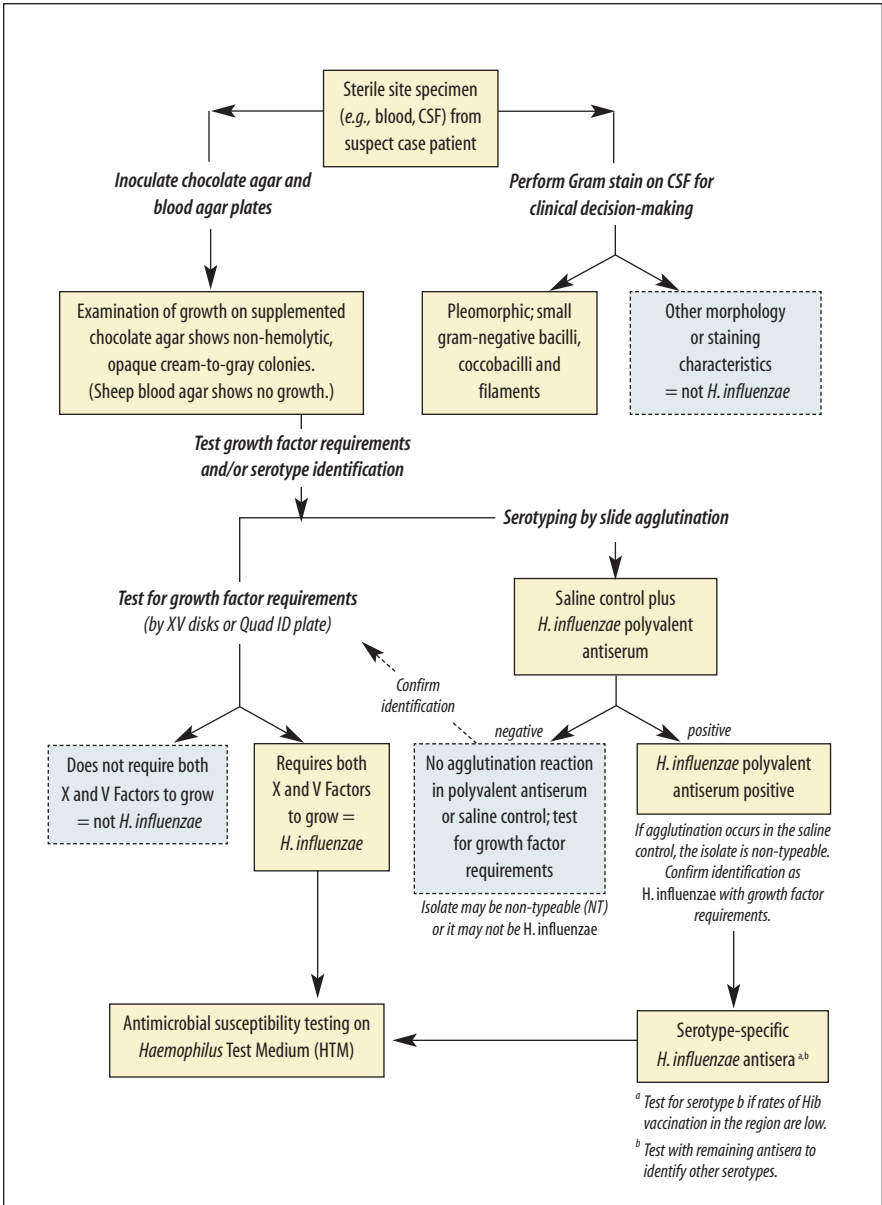 Sterile site specimen
(e.g., blood, CSF) from
suspect case patient
Inoculate chocolate agar and
blood agar plates
Perform Gram stain on CSF for
clinical decision-making
Examination of growth on supplemented
chocolate agar shows non-hemolytic,
opaque cream-to-gray colonies.
(Sheep blood agar shows no growth.)
Pleomorphic; small
gram-negative bacilli,
coccobacilli and
filaments
Other morphology
or staining
characteristics
= not H. influenzae
Test growth factor requirements
and/or serotype identification
Serotyping by slide agglutination
Test for growth factor requirements
(by XV disks or Quad ID plate)
Saline control plus
H. influenzae polyvalent
antiserum
Confirm
identification
negative
positive
Does not require both
X and V Factors to grow
= not H. influenzae
Requires both
X and V Factors
to grow =
H. influenzae
No agglutination reaction
in polyvalent antiserum
or saline control; test
for growth factor
requirements
Isolate may be non-typeable (NT)
or it may not be H. influenzae
H. influenzae polyvalent
antiserum positive
If agglutination occurs in the saline
control, the isolate is non-typeable.
Confirm identification as
H. influenzae with growth factor
requirements.
Antimicrobial susceptibility testing on
Haemophilus Test Medium (HTM)
Serotype-specific
H. influenzae antisera a,b
a Test for serotype b if rates of Hib
vaccination in the region are low.
b Test with remaining antisera to
identify other serotypes.